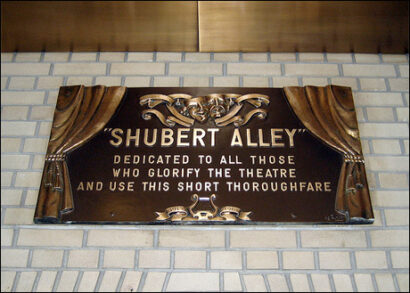 "SHUBERT ALLEY"
DEDICATED TO ALL THOSE
WHO GLORIFY THE THEATRE
AND USE THIS SHORT THOROUGHFARE